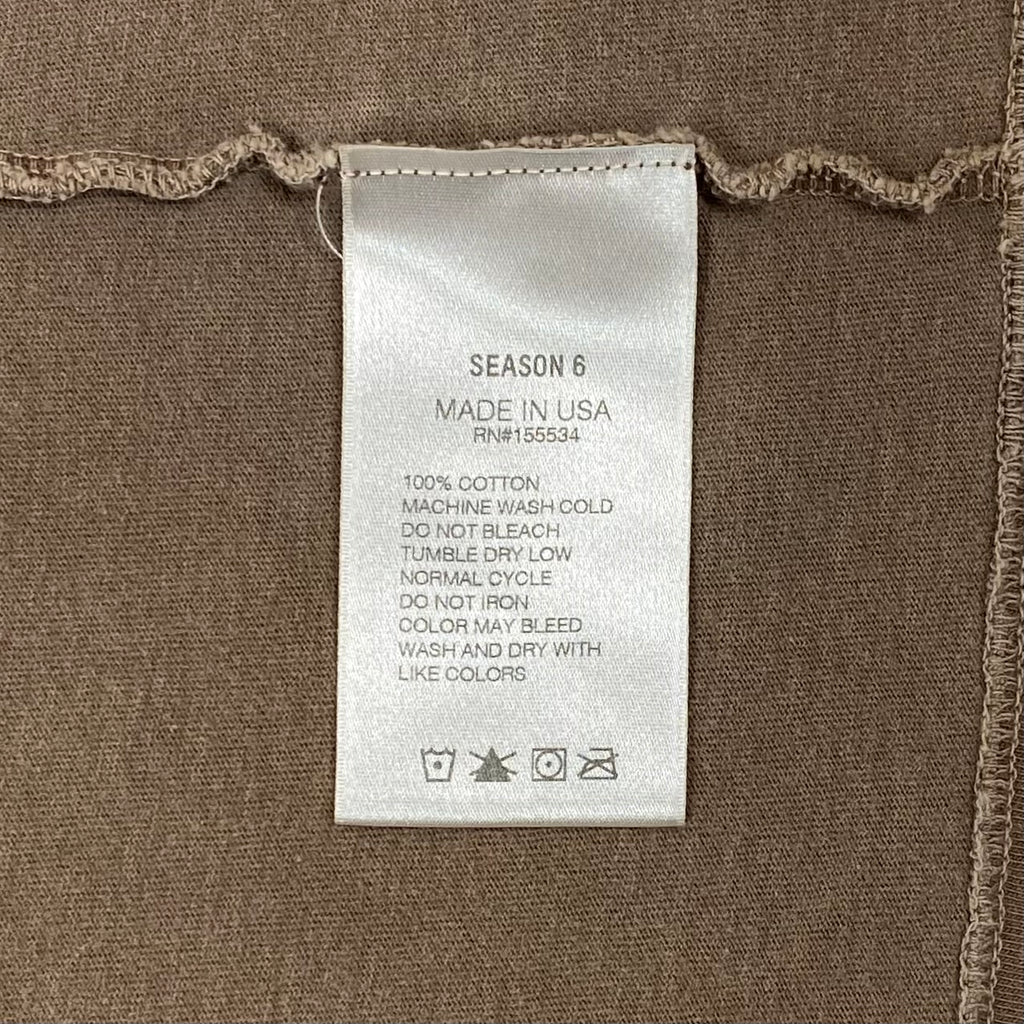 SEASON 6
MADE IN USA
RN#155534
100% COTTON
MACHINE WASH COLD
DO NOT BLEACH
TUMBLE DRY LOW
NORMAL CYCLE
DO NOT IRON
COLOR MAY BLEED
WASH AND DRY WITH
LIKE COLORS